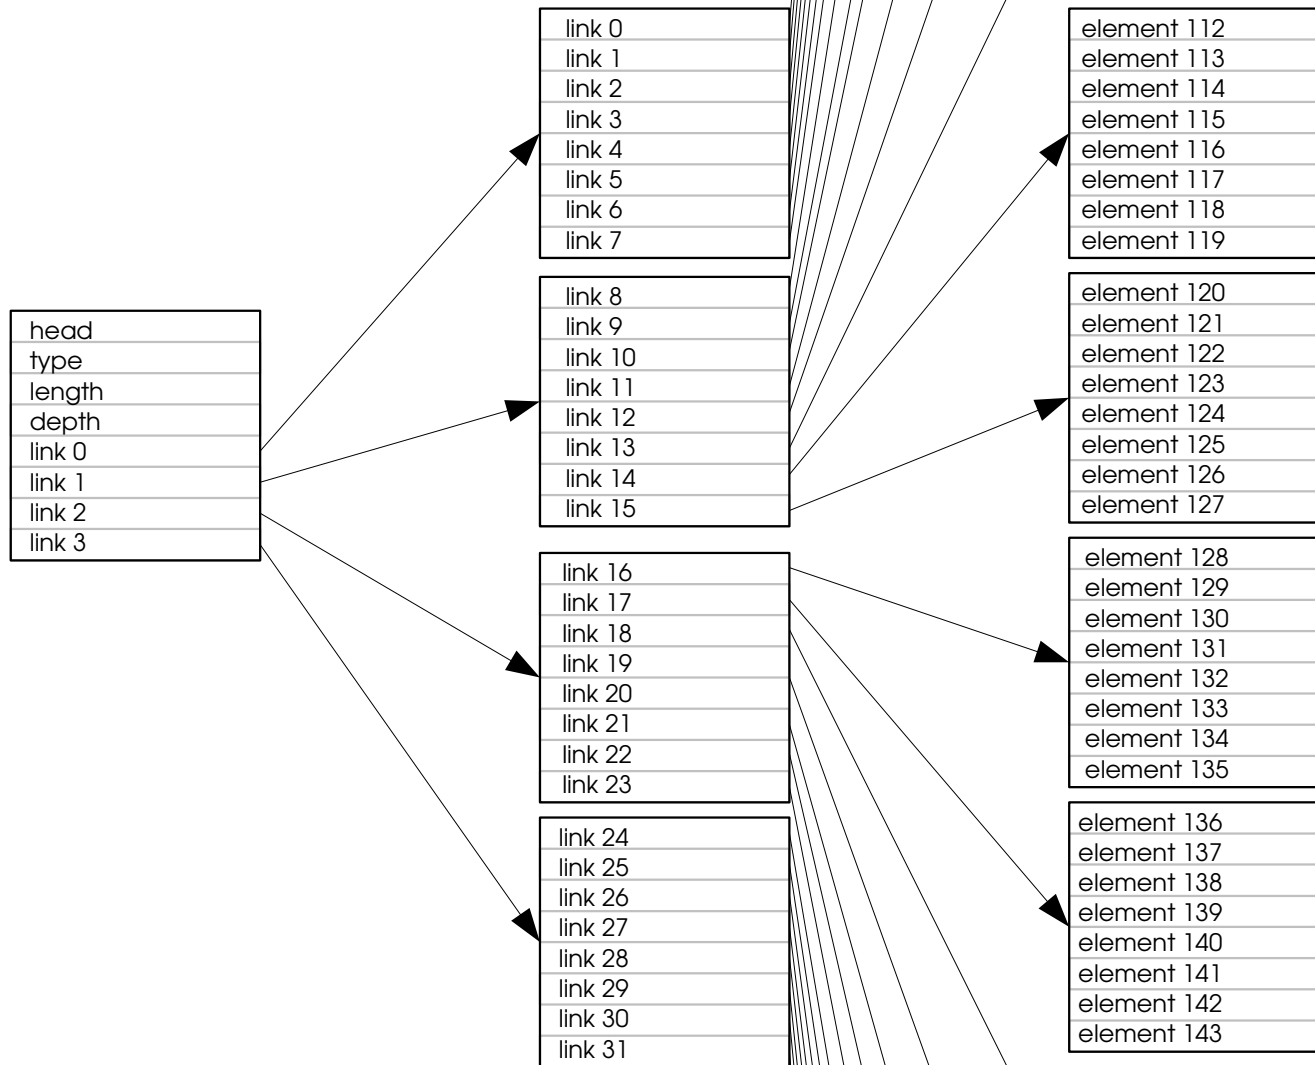 head
type
length
depth
link 0
link 1
link 2
link 3
link 0
link 1
link 2
link 3
link 4
link 5
link 6
link 7
link 8
link 9
link 10
link 11
link 12
link 13
link 14
link 15
link 16
link 17
link 18
link 19
link 20
link 21
link 22
link 23
link 24
link 25
link 26
link 27
link 28
link 29
link 30
link 31
element 112
element 113
element 114
element 115
element 116
element 117
element 118
element 119
element 120
element 121
element 122
element 123
element 124
element 125
element 126
element 127
element 128
element 129
element 130
element 131
element 132
element 133
element 134
element 135
element 136
element 137
element 138
element 139
element 140
element 141
element 142
element 143